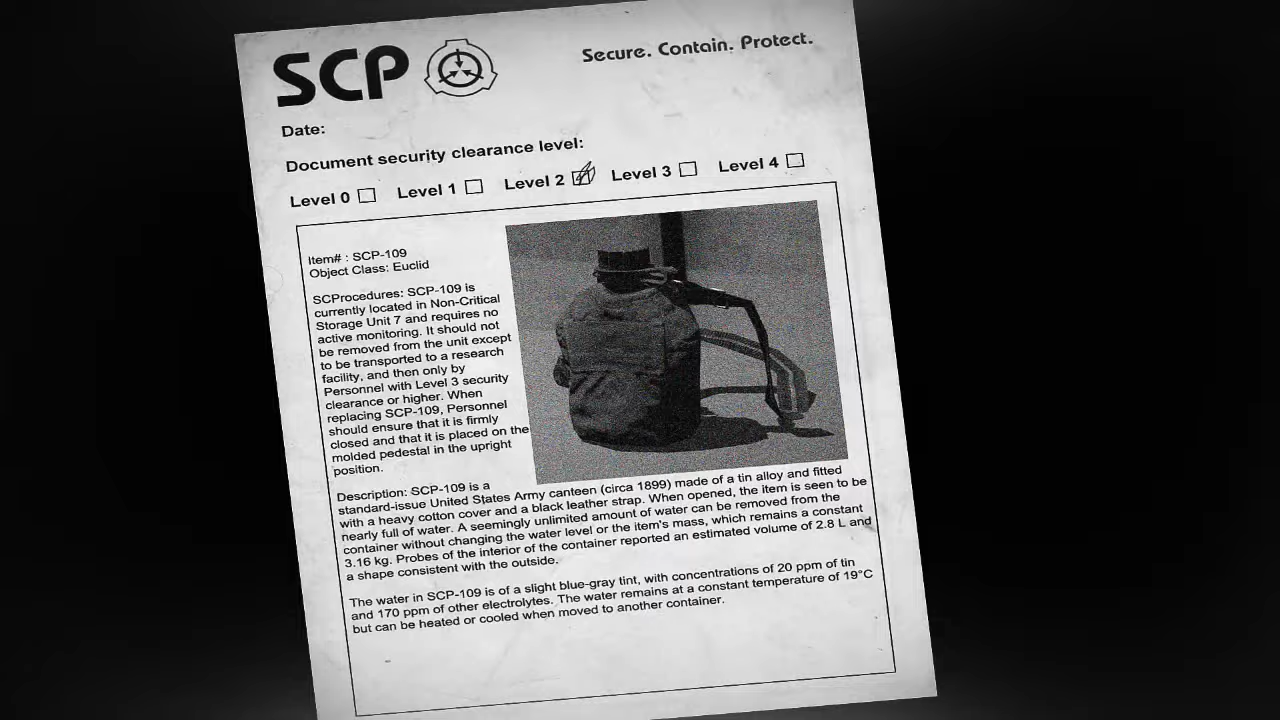 SCP
Secure. Contain. Protect.
Date:
Document security clearance level:
Level 0
Level 1
Level 2
Level 3
Level 4
Item# : SCP-109
Object Class: Euclid
SCProcedures: SCP-109 is
currently located in Non-Critical
Storage Unit 7 and requires no
active monitoring. It should not
be removed from the unit except
to be transported to a research
facility, and then only by
Personnel with Level 3 security
clearance or higher. When
replacing SCP-109, Personnel
should ensure that it is firmly
closed and that it is placed on the
molded pedestal in the upright
position.
Description: SCP-109 is a
standard-issue United States Army canteen (circa 1899) made of a tin alloy and fitted
with a heavy cotton cover and a black leather strap. When opened, the item is seen to be
nearly full of water. A seemingly unlimited amount of water can be removed from the
container without changing the water level or the item's mass, which remains a constant
3.16 kg. Probes of the interior of the container reported an estimated volume of 2.8 L and
a shape consistent with the outside.
The water in SCP-109 is of a slight blue-gray tint, with concentrations of 20 ppm of tin
and 170 ppm of other electrolytes. The water remains at a constant temperature of 19°C
but can be heated or cooled when moved to another container.